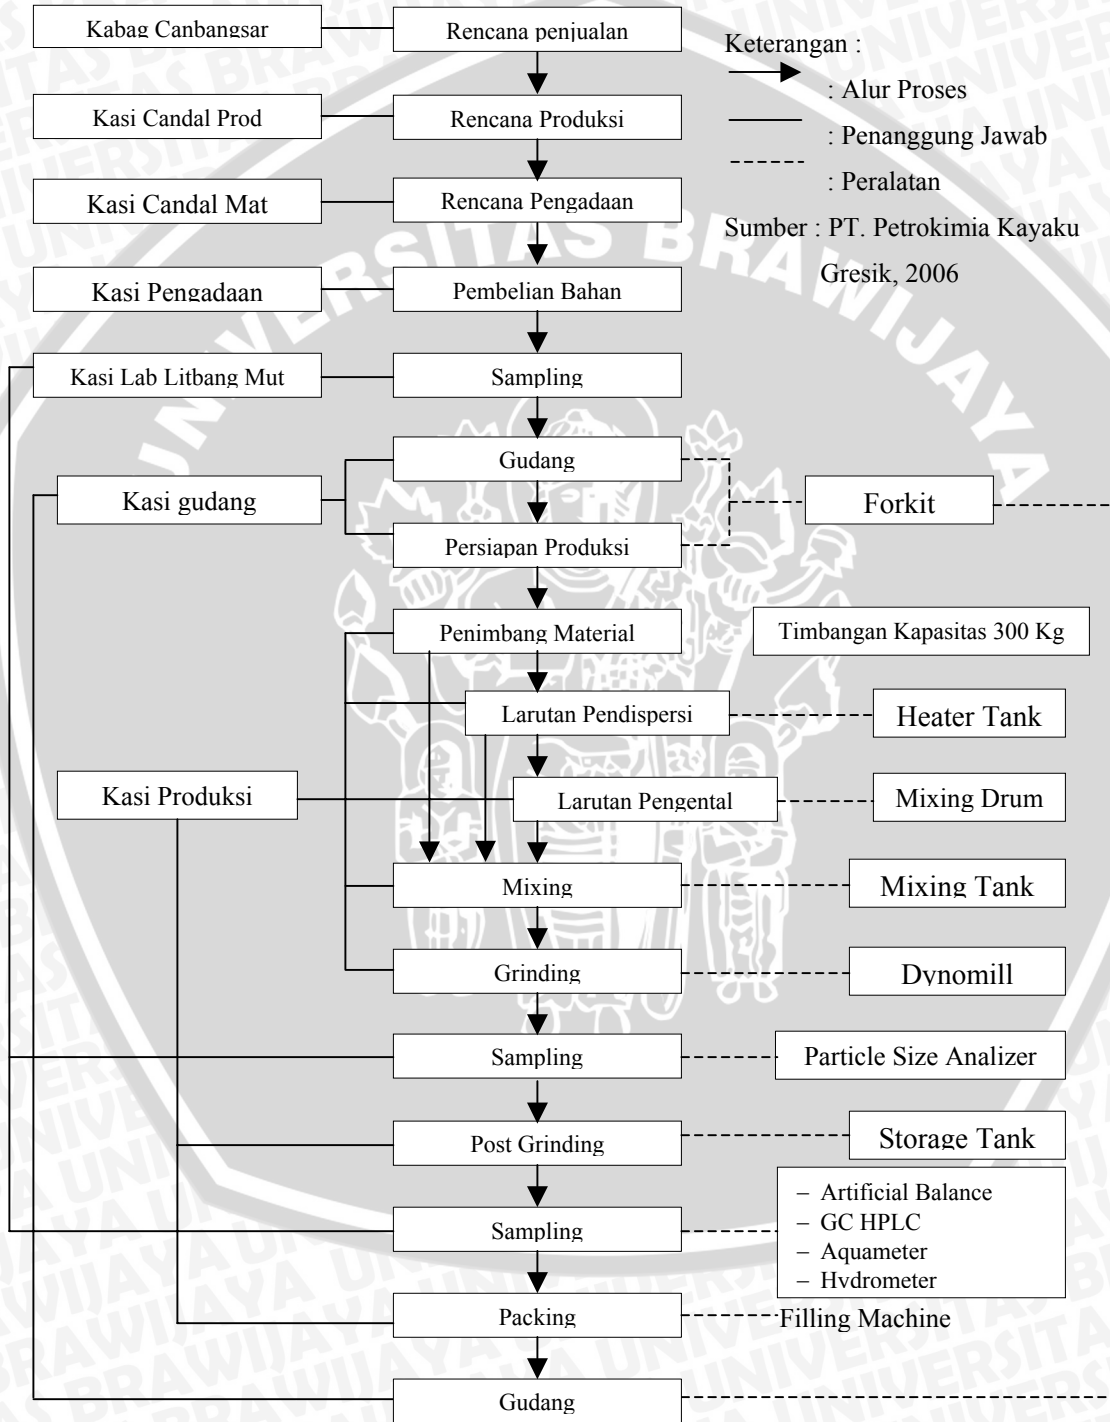 Kabag Canbangsar
Rencana penjualan
Keterangan :
: Alur Proses
: Penanggung Jawab
: Peralatan
Sumber : PT. Petrokimia Kayaku
Gresik, 2006
Kasi Candal Prod
Rencana Produksi
Kasi Candal Mat
Rencana Pengadaan
Kasi Pengadaan
Pembelian Bahan
Kasi Lab Litbang Mut
Sampling
Gudang
Kasi gudang
Forkit
Persiapan Produksi
Penimbang Material
Timbangan Kapasitas 300 Kg
Larutan Pendispersi
Heater Tank
Kasi Produksi
Larutan Pengental
Mixing Drum
Mixing
Mixing Tank
Grinding
Dynomill
Sampling
Particle Size Analizer
Post Grinding
Storage Tank
Sampling
– Artificial Balance
– GC HPLC
– Aquameter
– Hydrometer
Packing
Filling Machine
Gudang
UNIVERSITAS BRAWIJAYA